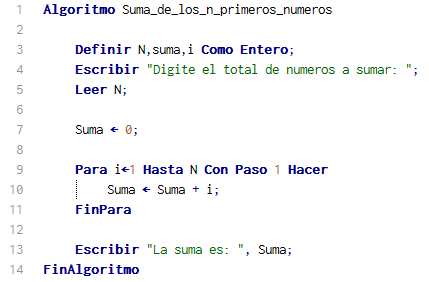 1 Algoritmo Suma_de_los_n_primeros_numeros
2
3 Definir N,suma,i Como Entero;
4 Escribir "Digite el total de numeros a sumar: ";
5 Leer N;
6
7 Suma ← 0;
8
9 Para i←1 Hasta N Con Paso 1 Hacer
10 Suma ← Suma + i;
11 FinPara
12
13 Escribir "La suma es: ", Suma;
14 FinAlgoritmo